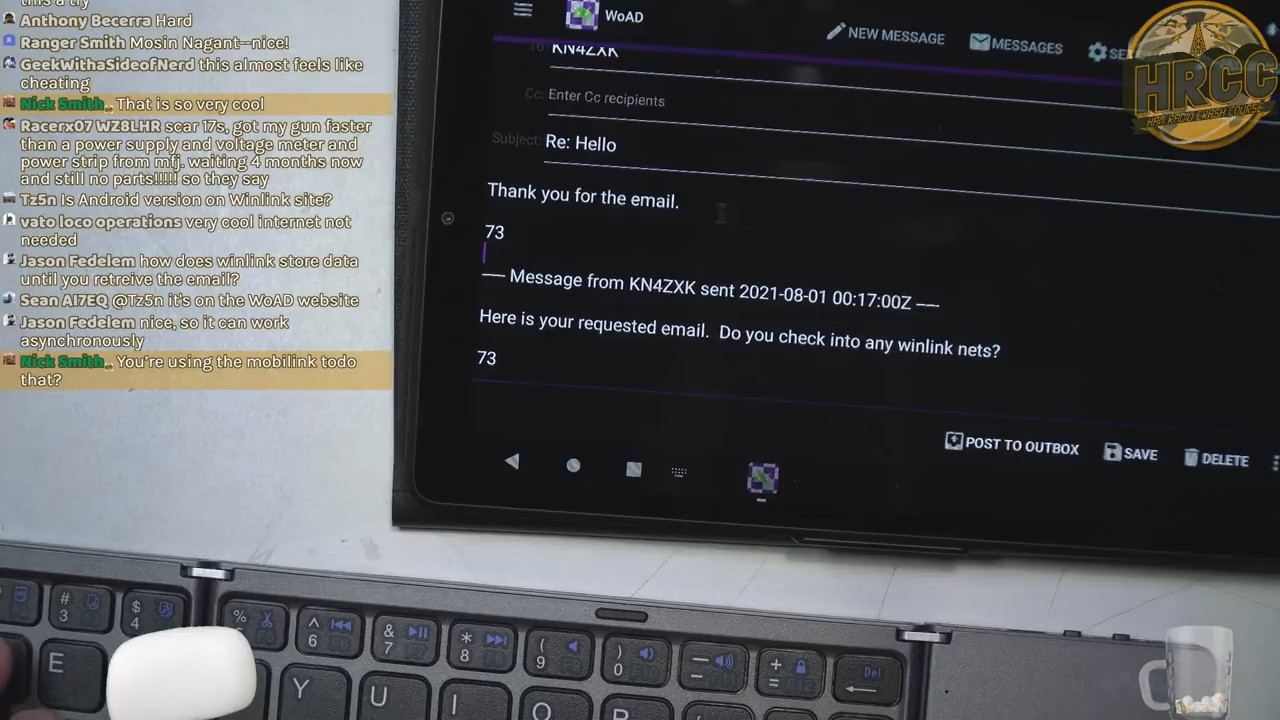 Anthony Becerra Hard
Ranger Smith Mosin Nagant--nice!
GeekWithaSideofNerd this almost feels like
cheating
Nick Smith.. That is so very cool
Racerx07 WZ8T-HR scar 17s, got my gun faster
than a power supply and voltage meter and
power strip from mfj. waiting 4 months now
and still no parts!!!!! so they say
Tz5n Is Android version on Winlink site?
vato loco operations very cool internet not
needed
Jason Fedelem how does winlink store data
until you retreive the email?
Sean AI7EQ @Tz5n it's on the WoAD website
Jason Fedelem nice, so it can work
asynchronously
Nick Smith.. You're using the mobilink todo
that?
WoAD
NEW MESSAGE
MESSAGES
To KN4ZXK
Cc: Enter Cc recipients
Subject: Re: Hello
Thank you for the email.
73
---- Message from KN4ZXK sent 2021-08-01 00:17:00Z ----
Here is your requested email.  Do you check into any winlink nets?
73
POST TO OUTBOX
SAVE
DELETE
HRCC
HAM RADIO CRASH COURSE
# 3
$ 4
%
^ 6
& 7
* 8
( 9
) 0
+ =
Del
E
Y
U
I